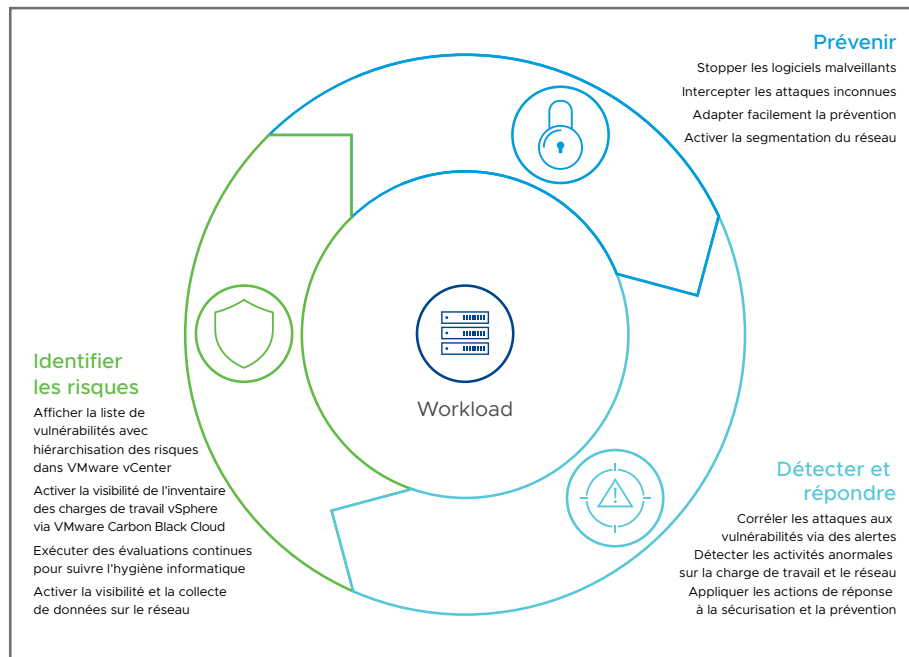 Prévenir
Stopper les logiciels malveillants
Intercepter les attaques inconnues
Adapter facilement la prévention
Activer la segmentation du réseau
Workload
Identifier
les risques
Afficher la liste de
vulnérabilités avec
hiérarchisation des risques
dans VMware vCenter
Activer la visibilité de l’inventaire
des charges de travail vSphere
via VMware Carbon Black Cloud
Exécuter des évaluations continues
pour suivre l’hygiène informatique
Activer la visibilité et la collecte
de données sur le réseau
Détecter et
répondre
Corréler les attaques aux
vulnérabilités via des alertes
Détecter les activités anormales
sur la charge de travail et le réseau
Appliquer les actions de réponse
à la sécurisation et la prévention